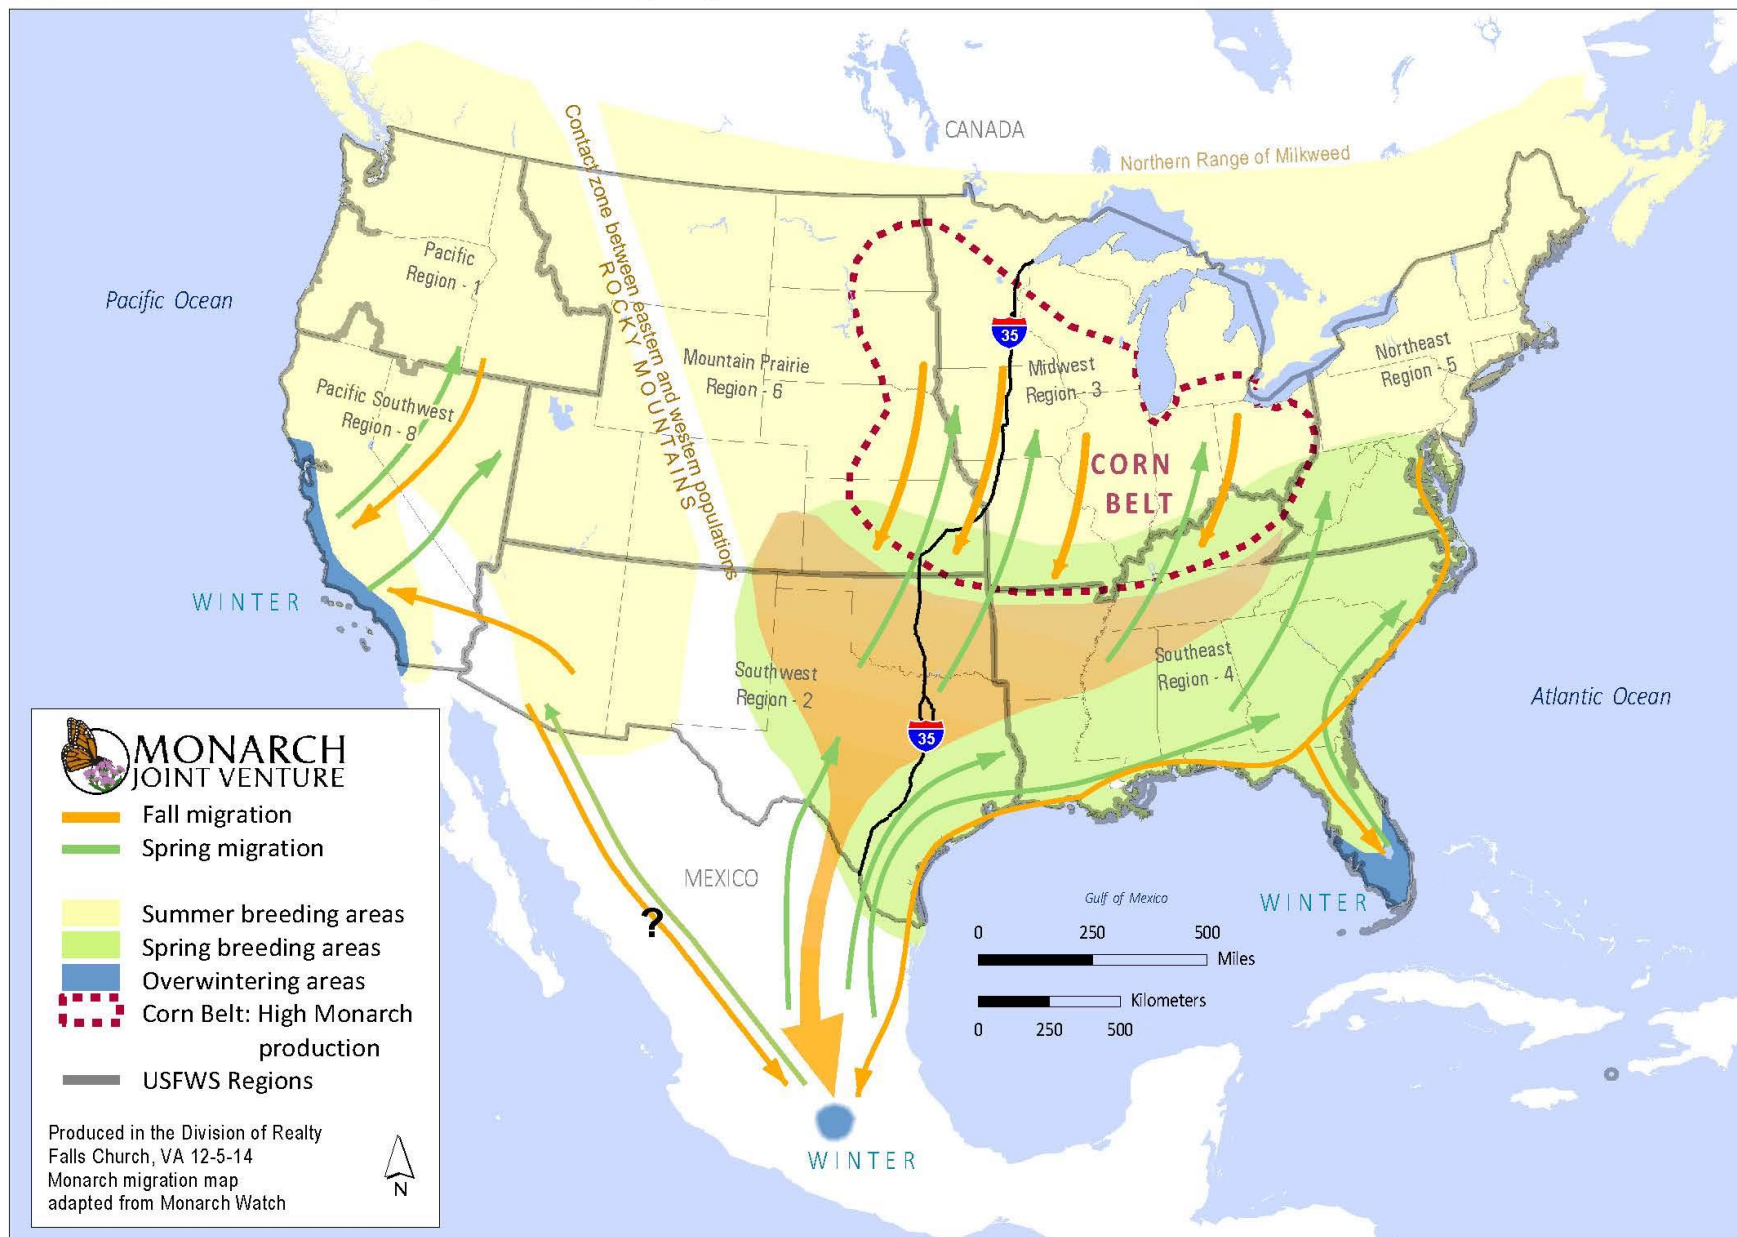 CANADA
Northern Range of Milkweed
Contact zone between eastern and western populations
ROCKY MOUNTAINS
Pacific
Region - 1
Pacific Ocean
35
Mountain Prairie
Region - 6
Midwest
Region - 3
Northeast
Region - 5
Pacific Southwest
Region - 8
CORN
BELT
WINTER
Southwest
Region - 2
Southeast
Region - 4
Atlantic Ocean
35
MEXICO
?
Gulf of Mexico
WINTER
0 250 500
Miles
Kilometers
0 250 500
WINTER
MONARCH
JOINT VENTURE
Fall migration
Spring migration
Summer breeding areas
Spring breeding areas
Overwintering areas
Corn Belt: High Monarch
production
USFWS Regions
Produced in the Division of Realty
Falls Church, VA 12-5-14
Monarch migration map
adapted from Monarch Watch
N